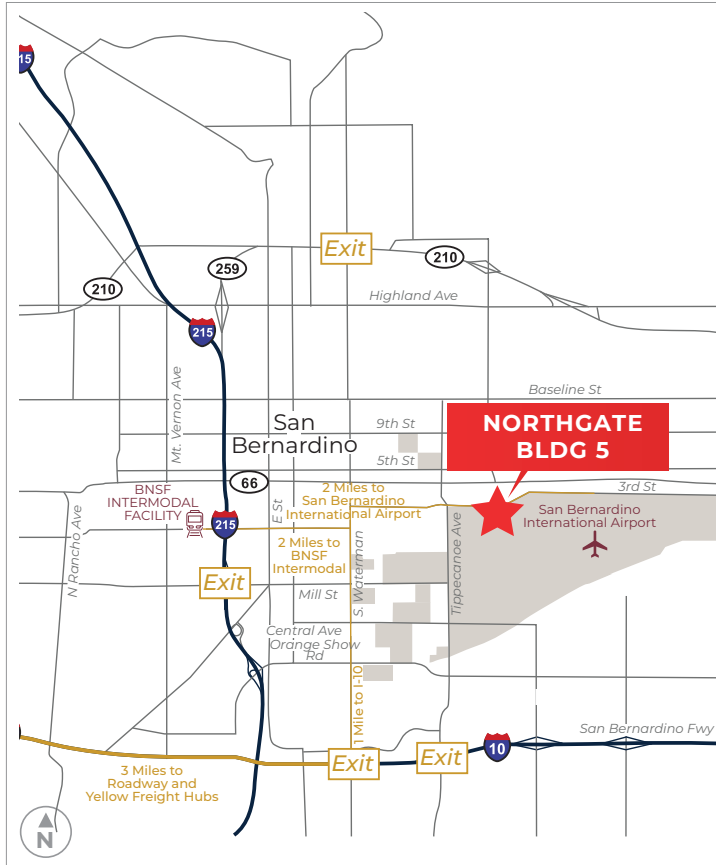 15
Exit
259
210
210
Highland Ave
215
Mt. Vernon Ave
Baseline St
San
Bernardino
9th St
NORTHGATE
BLDG 5
5th St
66
BNSF
INTERMODAL
FACILITY
2 Miles to
San Bernardino
International Airport
3rd St
E St
215
San Bernardino
International Airport
N Rancho Ave
2 Miles to
BNSF
Intermodal
S. Waterman
Tippecanoe Ave
Exit
Mill St
Central Ave
Orange Show
Rd
1 Mile to I-10
San Bernardino Fwy
10
Exit
Exit
3 Miles to
Roadway and
Yellow Freight Hubs
N